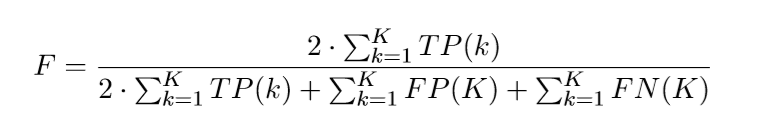 F = \frac{2 \cdot \sum_{k=1}^{K} TP(k)}{2 \cdot \sum_{k=1}^{K} TP(k) + \sum_{k=1}^{K} FP(K) + \sum_{k=1}^{K} FN(K)}